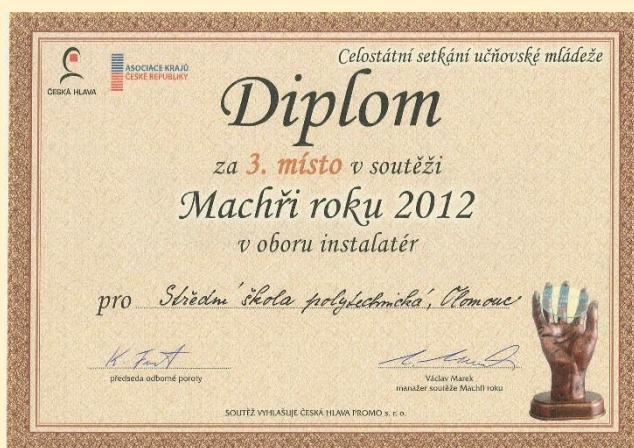 ČESKÁ HLAVA
ASOCIACE KRAJŮ
ČESKÉ REPUBLIKY
Celostátní setkání učňovské mládeže
Diplom
za 3. místo v soutěži
Machři roku 2012
v oboru instalatér
pro Střední škola polytechnická, Olomouc
předseda odborné poroty
Václav Marek
manažer soutěže Machři roku
SOUTĚŽ VYHLAŠUJE ČESKÁ HLAVA PROMO s. r. o.